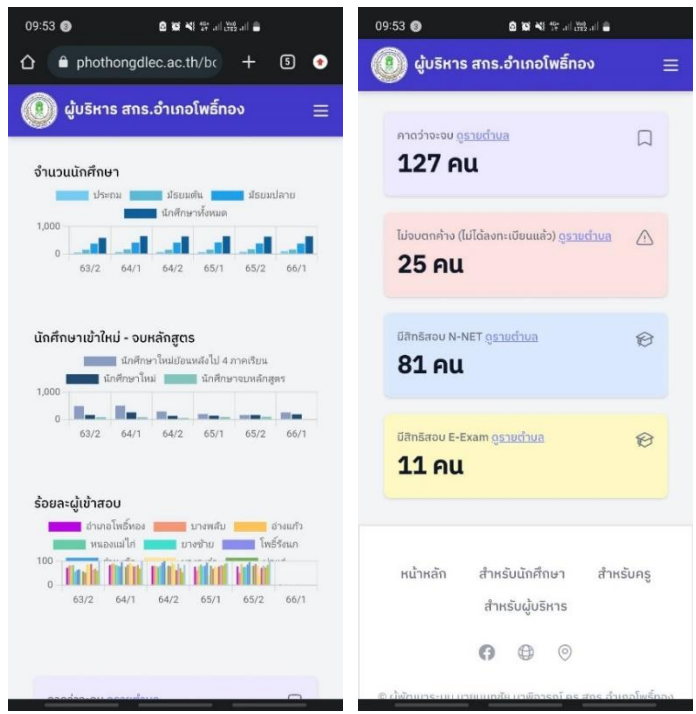 09:53
phothongdlec.ac.th/bc
5
ผู้บริหาร สกร.อำเภอโพธิ์ทอง
จำนวนนักศึกษา
ประถม มัธยมต้น มัธยมปลาย
นักศึกษาทั้งหมด
1,000
0
63/2 64/1 64/2 65/1 65/2 66/1
นักศึกษาเข้าใหม่ - จบหลักสูตร
นักศึกษาใหม่ย้อนหลังไป 4 ภาคเรียน
นักศึกษาใหม่ นักศึกษาจบหลักสูตร
1,000
0
63/2 64/1 64/2 65/1 65/2 66/1
ร้อยละผู้เข้าสอบ
อำเภอโพธิ์ทอง บางพลับ อ่างแก้ว
หนองแม่ไก่ ยางช้าย โพธิ์รังนก
100
0
63/2 64/1 64/2 65/1 65/2 66/1
09:53
ผู้บริหาร สกร.อำเภอโพธิ์ทอง
คาดว่าจะจบ ดูรายตำบล
127 คน
ไม่จบตกค้าง (ไม่ได้ลงทะเบียนแล้ว) ดูรายตำบล
25 คน
มีสิทธิสอบ N-NET ดูรายตำบล
81 คน
มีสิทธิสอบ E-Exam ดูรายตำบล
11 คน
หน้าหลัก สำหรับนักศึกษา สำหรับครู
สำหรับผู้บริหาร